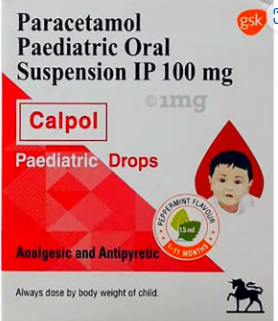 Paracetamol
Paediatric Oral
Suspension IP 100 mg
gsk
1mg
Calpol
Paediatric Drops
PEPPERMINT FLAVOUR
15 ml
1-11 MONTHS
Analgesic and Antipyretic
Always dose by body weight of child.